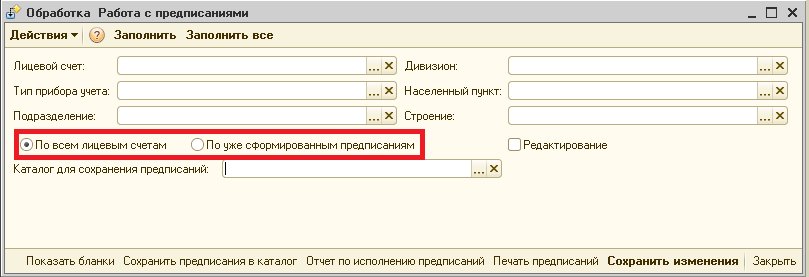 Обработка Работа с предписаниями
Действия ? Заполнить Заполнить все
Лицевой счет: ... Дивизион: ...
Тип прибора учета: ... Населенный пункт: ...
Подразделение: ... Строение: ...
По всем лицевым счетам По уже сформированным предписаниям Редактирование
Каталог для сохранения предписаний: ...
Показать бланки Сохранить предписания в каталог Отчет по исполнению предписаний Печать предписаний Сохранить изменения Закрыть